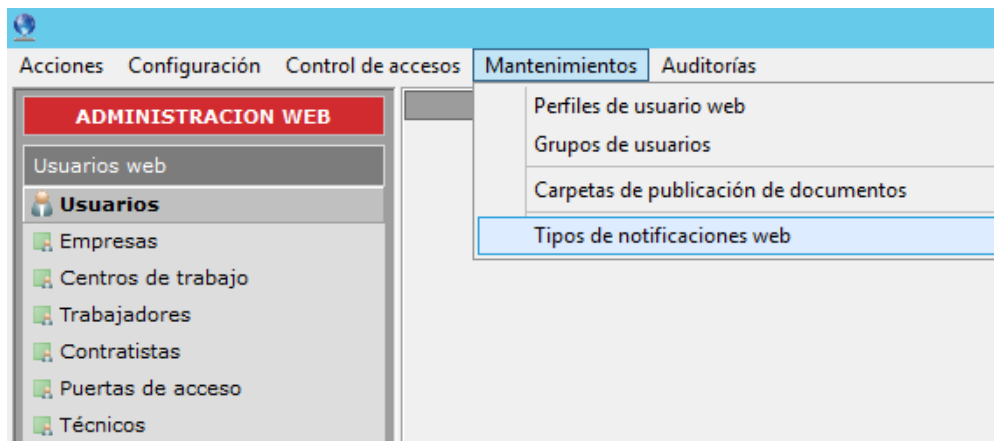 Acciones Configuración Control de accesos Mantenimientos Auditorías
ADMINISTRACION WEB
Usuarios web
Usuarios
Empresas
Centros de trabajo
Trabajadores
Contratistas
Puertas de acceso
Técnicos
Perfiles de usuario web
Grupos de usuarios
Carpetas de publicación de documentos
Tipos de notificaciones web